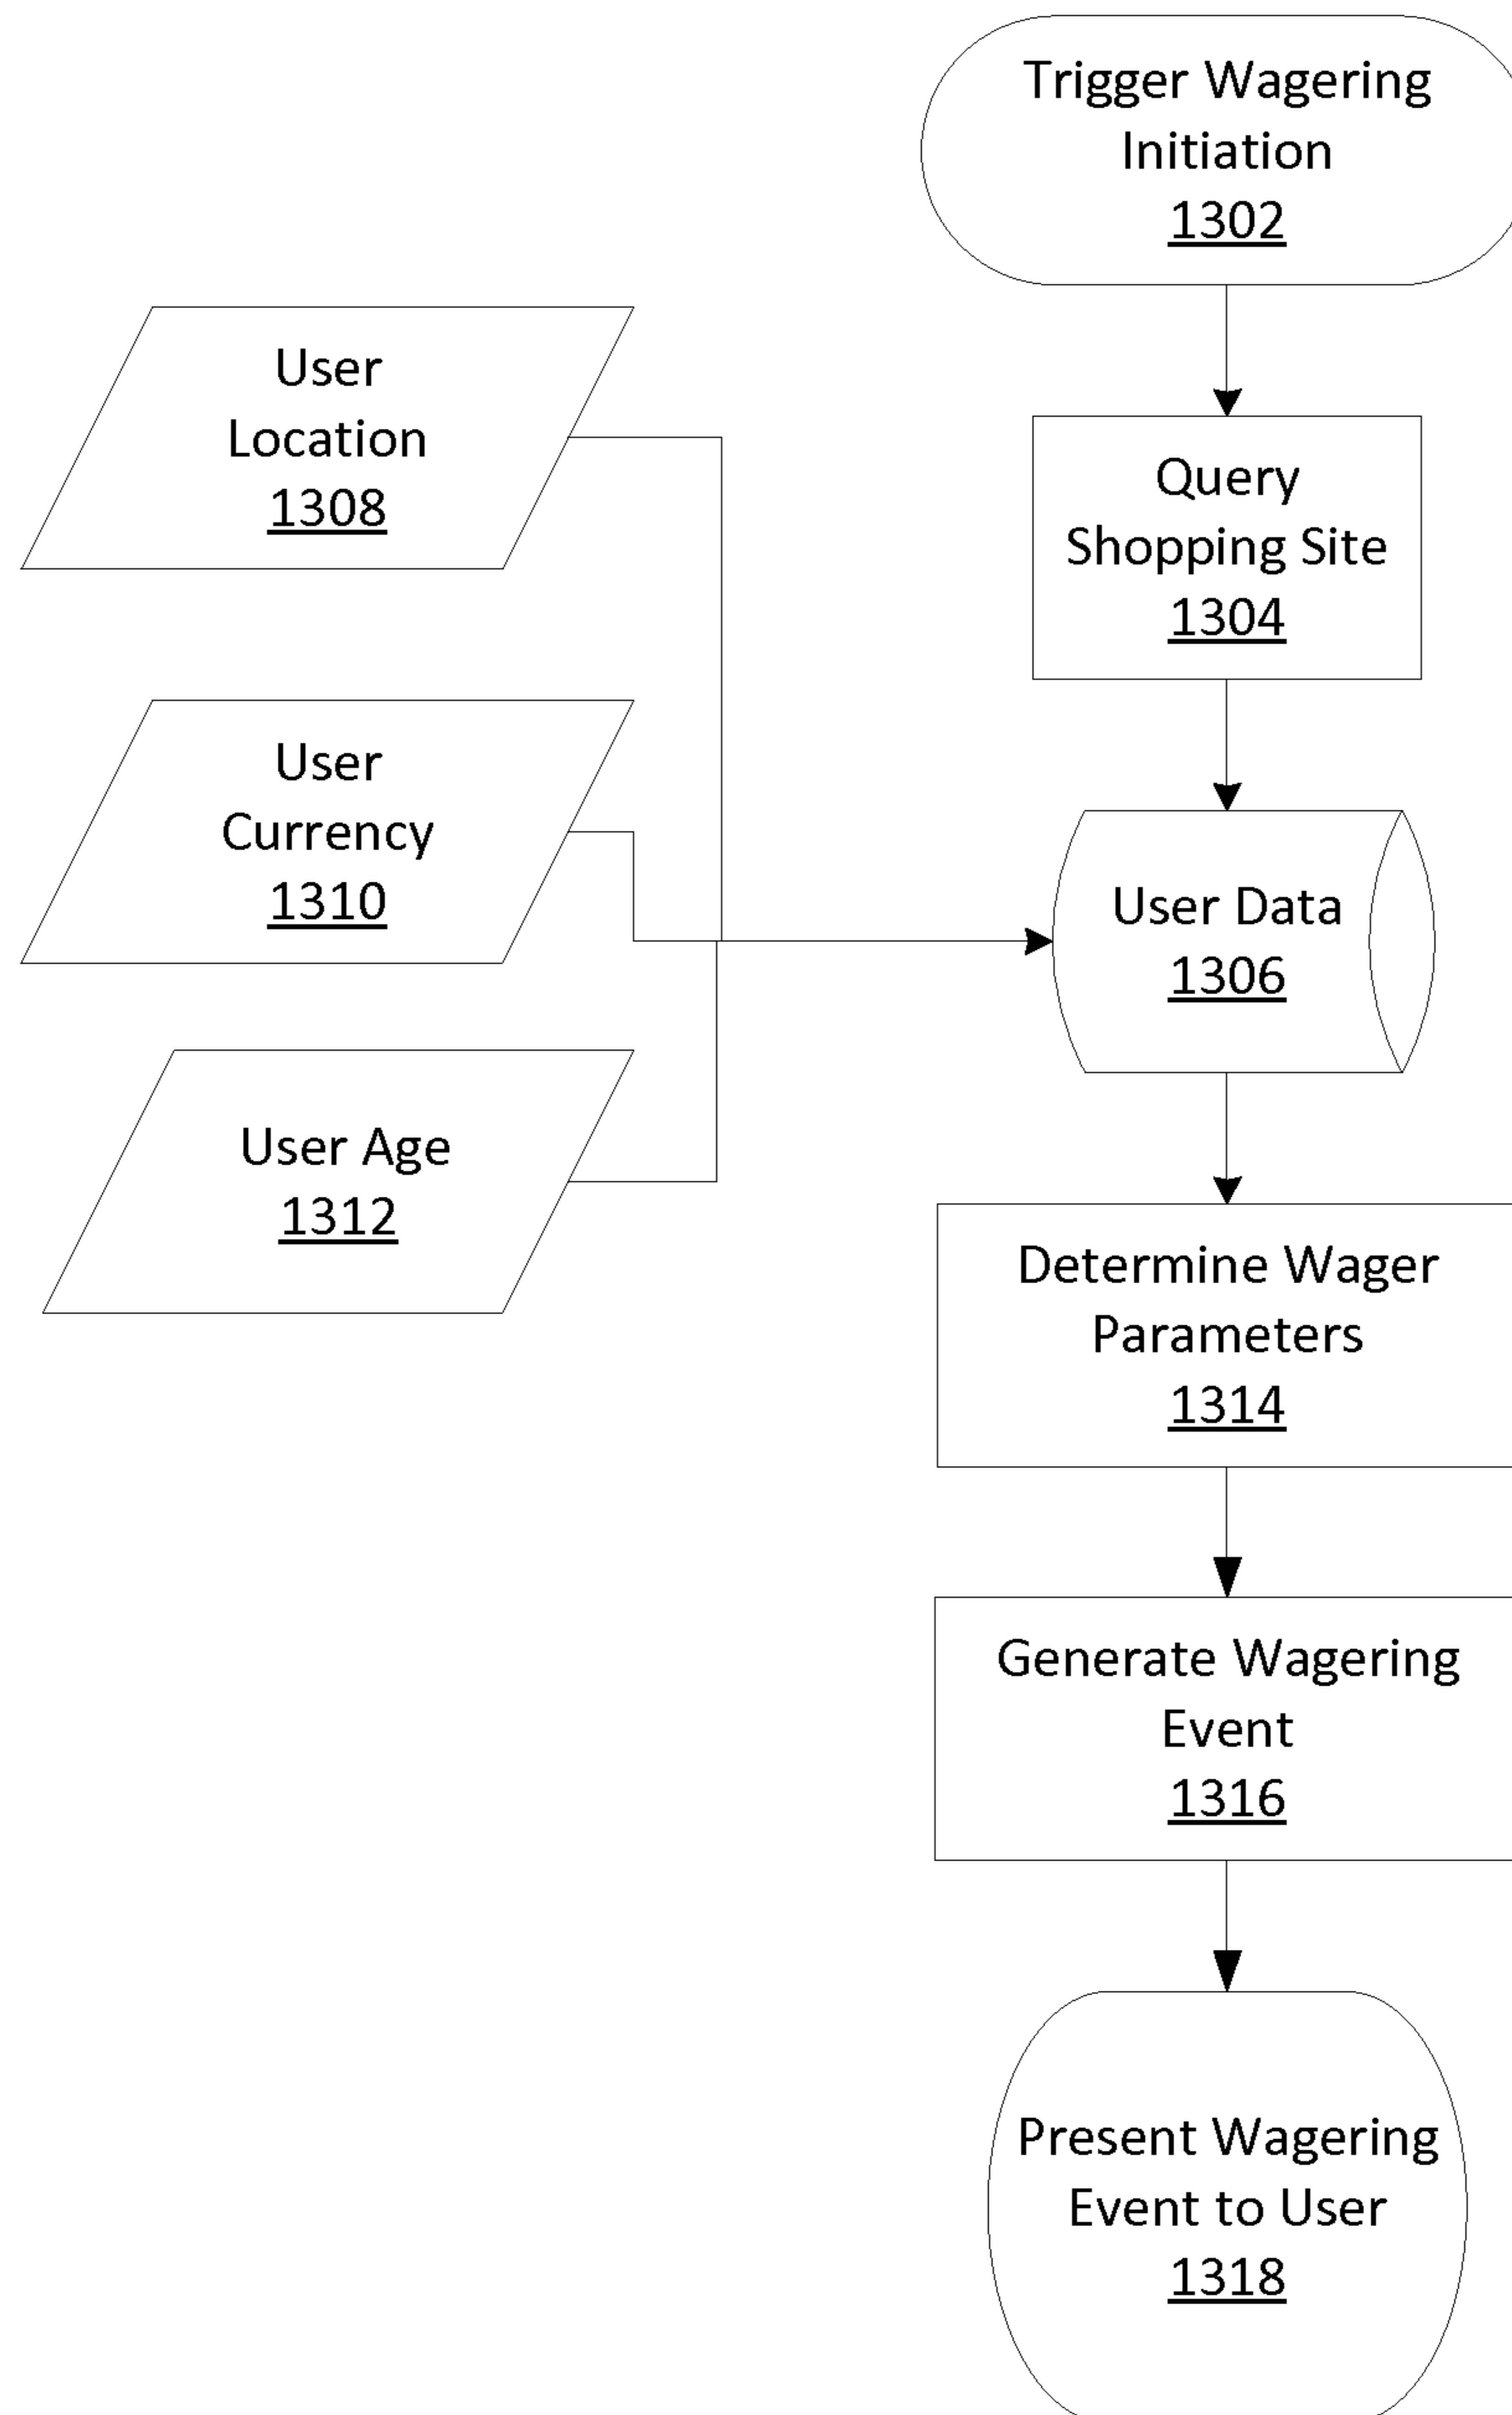 Trigger Wagering
Initiation
1302
Query
Shopping Site
1304
User
Location
1308
User
Currency
1310
User Age
1312
User Data
1306
Determine Wager
Parameters
1314
Generate Wagering
Event
1316
Present Wagering
Event to User
1318